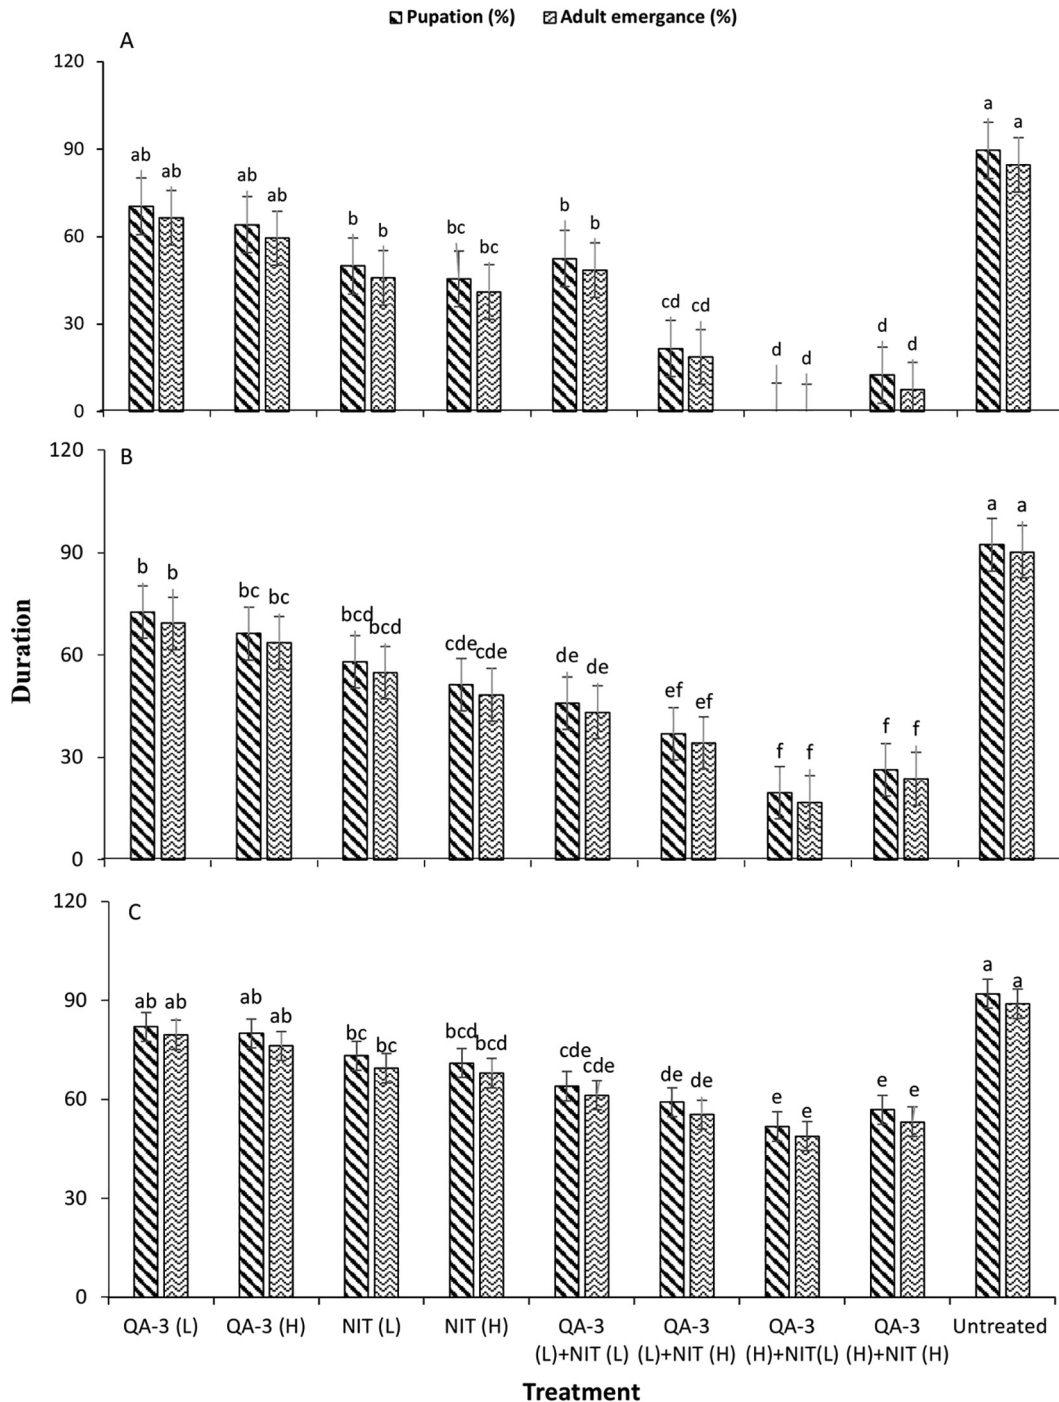 Pupation (%) Adult emergance (%)
A
120
90
60
30
0
ab ab ab ab b b bc bc b b cd cd d d d d a a
B
120
90
60
30
0
b b bc bc bcd bcd cde cde de de ef ef f f f f a a
Duration
C
120
90
60
30
0
ab ab ab ab bc bc bcd bcd cde cde de de e e e e a a
QA-3 (L) QA-3 (H) NIT (L) NIT (H) QA-3 QA-3 QA-3 QA-3 Untreated
(L)+NIT (L) (L)+NIT (H) (H)+NIT(L) (H)+NIT (H)
Treatment